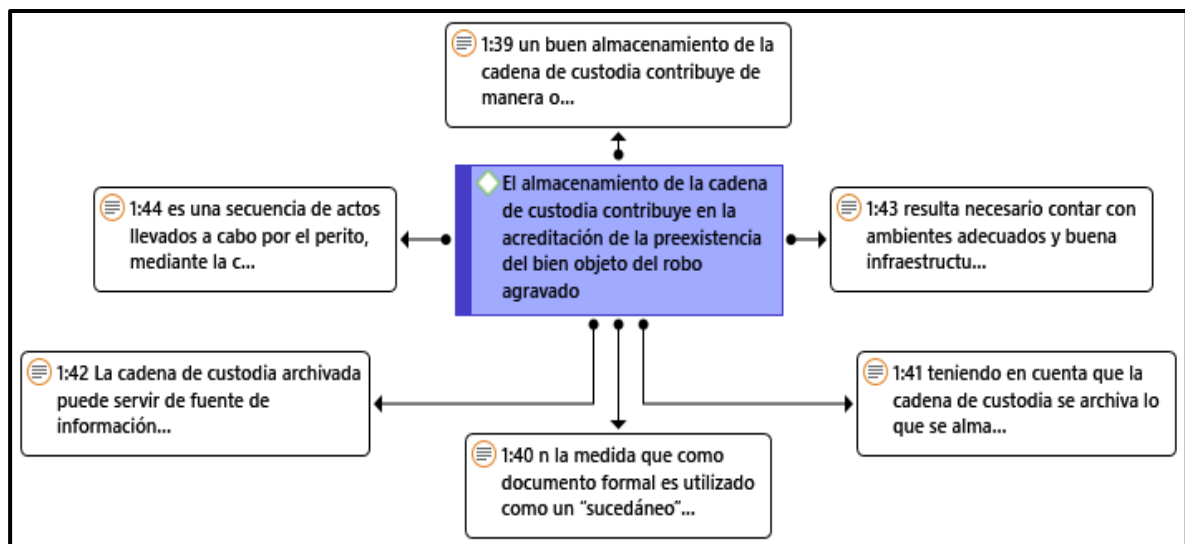 1:39 un buen almacenamiento de la
cadena de custodia contribuye de
manera o...
El almacenamiento de la cadena
de custodia contribuye en la
acreditación de la preexistencia
del bien objeto del robo
agravado
1:44 es una secuencia de actos
llevados a cabo por el perito,
mediante la c...
1:43 resulta necesario contar con
ambientes adecuados y buena
infraestructu...
1:42 La cadena de custodia archivada
puede servir de fuente de
información...
1:40 n la medida que como
documento formal es utilizado
como un “sucedáneo”...
1:41 teniendo en cuenta que la
cadena de custodia se archiva lo
que se alma...